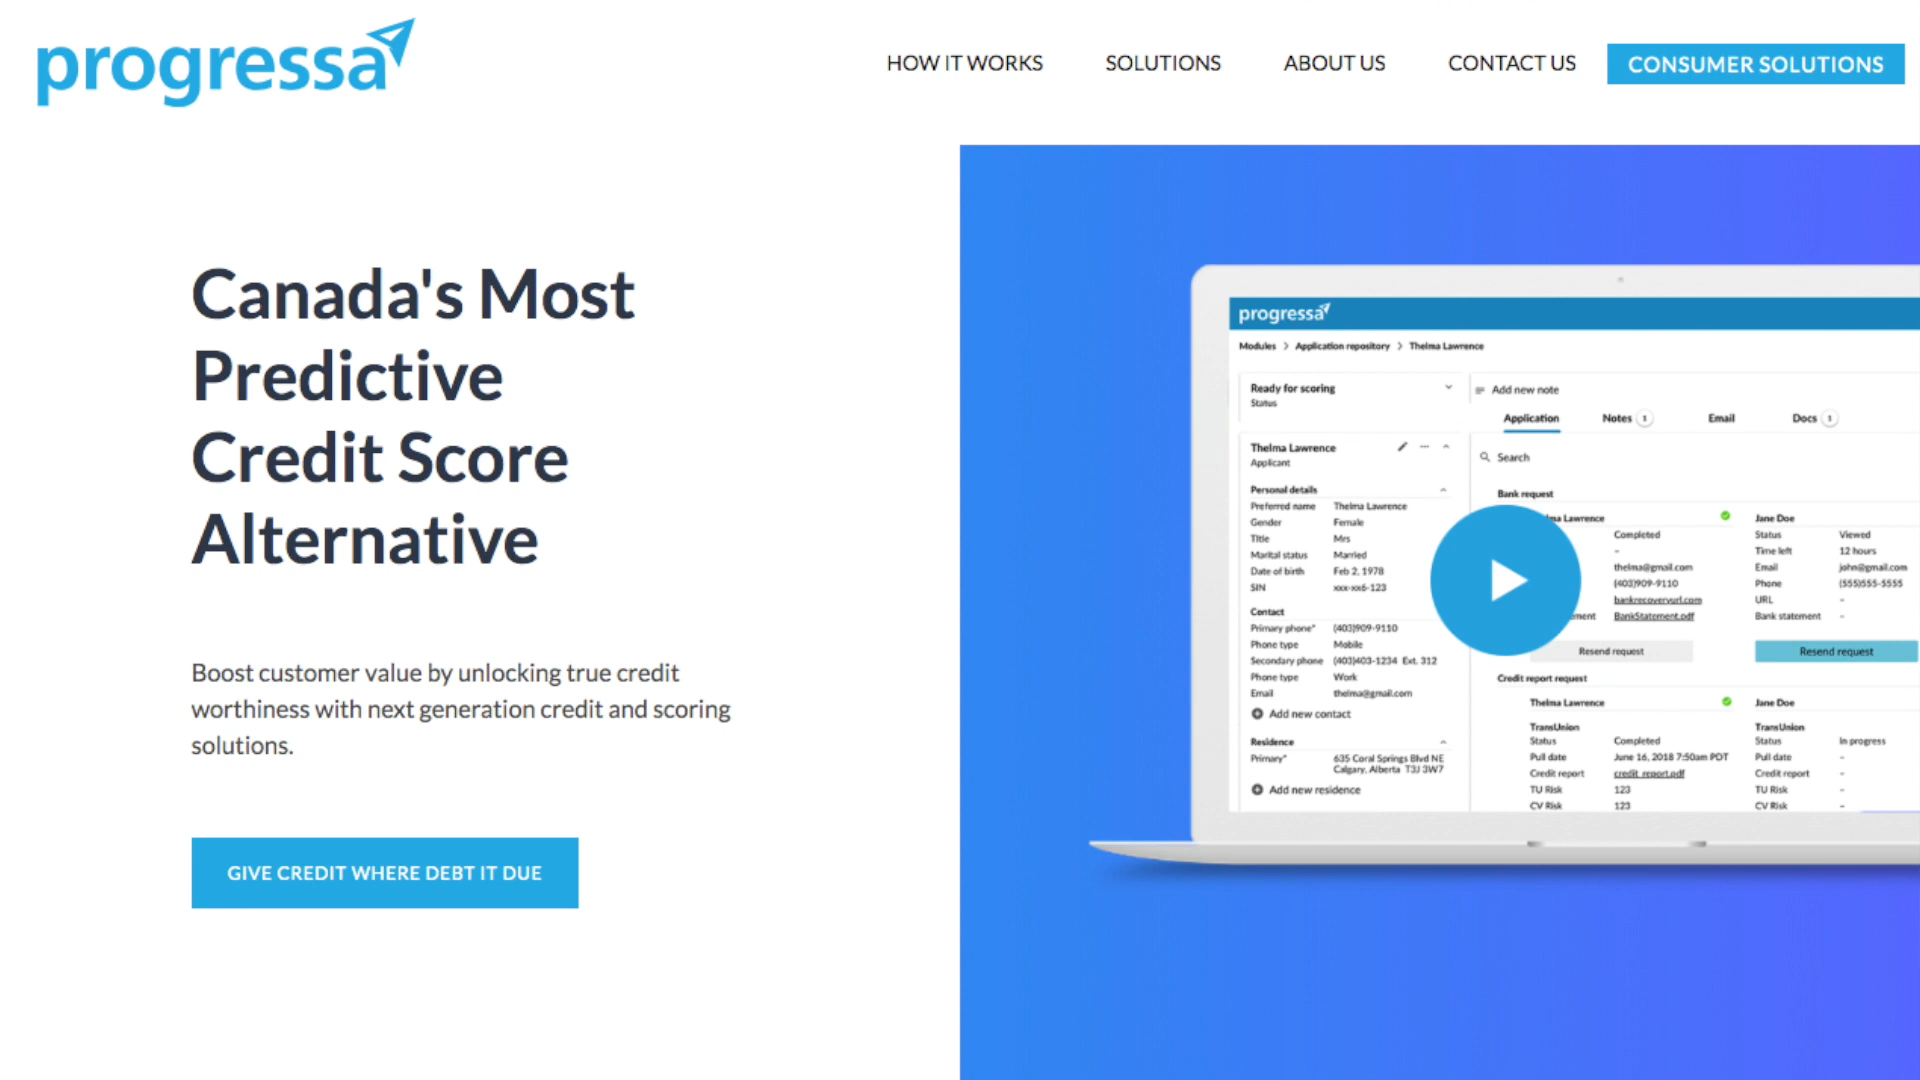 progressa
HOW IT WORKS
SOLUTIONS
ABOUT US
CONTACT US
CONSUMER SOLUTIONS
Canada's Most
Predictive
Credit Score
Alternative
Boost customer value by unlocking true credit
worthiness with next generation credit and scoring
solutions.
GIVE CREDIT WHERE DEBT IT DUE
progressa
Modules > Application repository > Thelma Lawrence
Ready for scoring
Status
Thelma Lawrence
Applicant
Personal details
Preferred name Thelma Lawrence
Gender Female
Title Mrs
Marital status Married
Date of birth Feb 2, 1978
SIN xxx-xx6-123
Contact
Primary phone* (403)909-9110
Phone type Mobile
Secondary phone (403)403-1234 Ext. 312
Phone type Work
Email thelma@gmail.com
Add new contact
Residence
Primary* 635 Coral Springs Blvd NE
Calgary, Alberta T3J 3W7
Add new residence
Add new note
Application Notes 1 Email Docs 1
Search
Bank request
Lawrence
Completed
-
thelma@gmail.com
(403)909-9110
bankrecoveryurl.com
BankStatement.pdf
Resend request
Jane Doe
Status Viewed
Time left 12 hours
Email john@gmail.com
Phone (555)555-5555
URL -
Bank statement -
Resend request
Credit report request
Thelma Lawrence
TransUnion
Status Completed
Pull date June 16, 2018 7:50am PDT
Credit report credit_report.pdf
TU Risk 123
CV Risk 123
Jane Doe
TransUnion
Status In progress
Pull date -
Credit report -
TU Risk -
CV Risk -